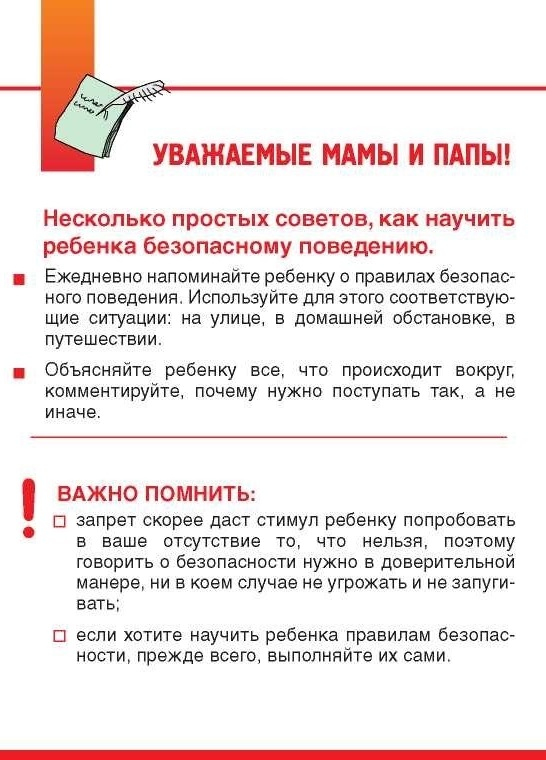 УВАЖАЕМЫЕ МАМЫ И ПАПЫ!
Несколько простых советов, как научить
ребенка безопасному поведению.
Ежедневно напоминайте ребенку о правилах безопас-
ного поведения. Используйте для этого соответствую-
щие ситуации: на улице, в домашней обстановке, в
путешествии.
Объясняйте ребенку все, что происходит вокруг,
комментируйте, почему нужно поступать так, а не
иначе.
! ВАЖНО ПОМНИТЬ:
запрет скорее даст стимул ребенку попробовать
в ваше отсутствие то, что нельзя, поэтому
говорить о безопасности нужно в доверительной
манере, ни в коем случае не угрожать и не запуги-
вать;
если хотите научить ребенка правилам безопас-
ности, прежде всего, выполняйте их сами.